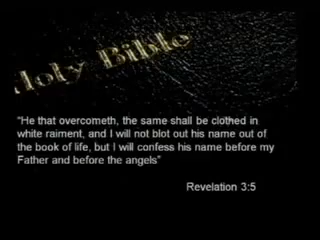 Holy Bible
"He that overcometh, the same shall be clothed in
white raiment, and I will not blot out his name out of
the book of life, but I will confess his name before my
Father and before the angels"
Revelation 3:5